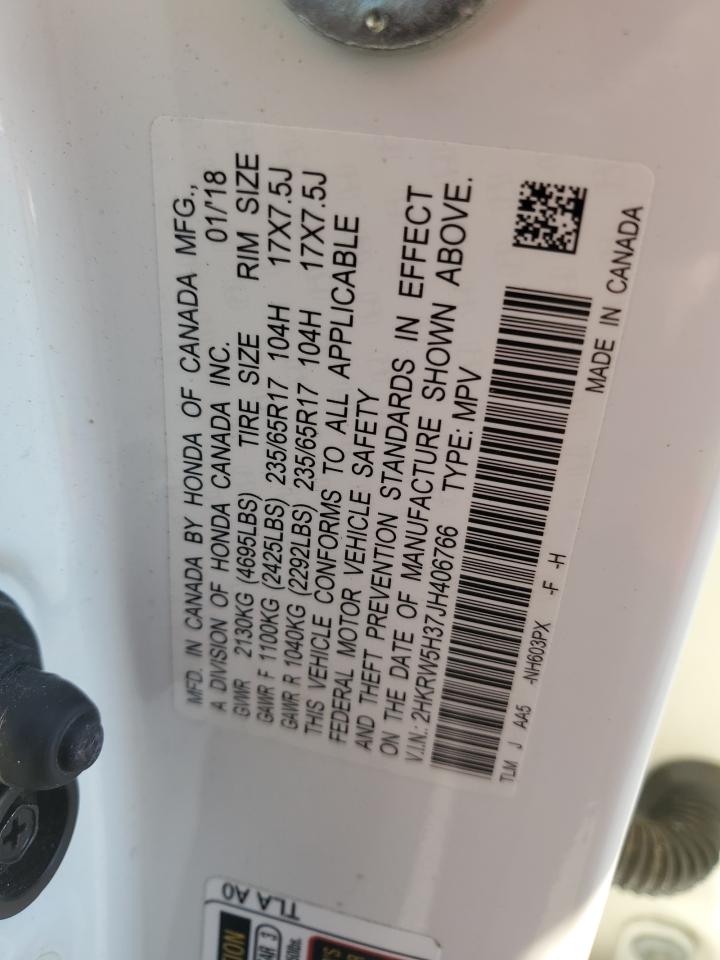 MFD. IN CANADA BY HONDA OF CANADA MFG.,
A DIVISION OF HONDA CANADA INC. 01/'18
GVWR 2130KG (4695LBS) TIRE SIZE RIM SIZE
GAWR F 1100KG (2425LBS) 235/65R17 104H 17X7.5J
GAWR R 1040KG (2292LBS) 235/65R17 104H 17X7.5J
THIS VEHICLE CONFORMS TO ALL APPLICABLE
FEDERAL MOTOR VEHICLE SAFETY
AND THEFT PREVENTION STANDARDS IN EFFECT
ON THE DATE OF MANUFACTURE SHOWN ABOVE.
V.I.N.: 2HKRW5H37JH406766 TYPE: MPV
TLM J AA5 -NH603PX -F -H MADE IN CANADA
TLA A0